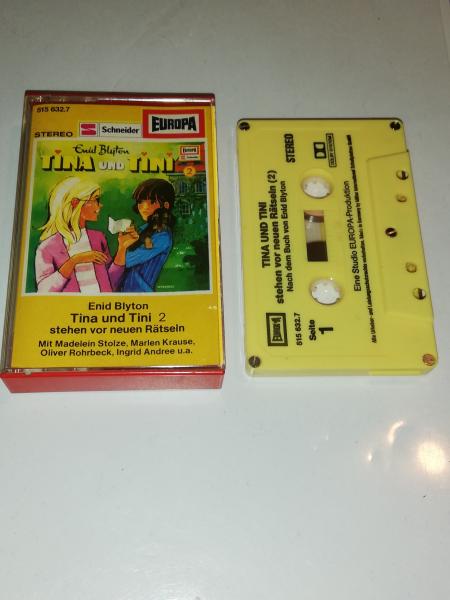 515 632.7
STEREO
S Schneider
EUROPA
Enid Blyton
TINA UND TINI
2
Enid Blyton
Tina und Tini 2
stehen vor neuen Rätseln
Mit Madelein Stolze, Marlen Krause,
Oliver Rohrbeck, Ingrid Andree u.a.
STEREO
DOLBY SYSTEM
TINA UND TINI
stehen vor neuen Rätseln (2)
Nach dem Buch von Enid Blyton
Eine Studio EUROPA-Produktion
EUROPA
515 632.7
Seite
1